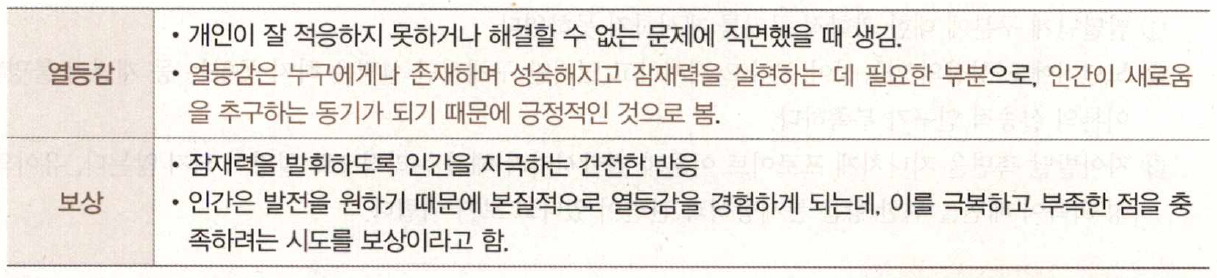 열등감
• 개인이 잘 적응하지 못하거나 해결할 수 없는 문제에 직면했을 때 생김.
• 열등감은 누구에게나 존재하며 성숙해지고 잠재력을 실현하는 데 필요한 부분으로, 인간이 새로움
을 추구하는 동기가 되기 때문에 긍정적인 것으로 봄.
보상
• 잠재력을 발휘하도록 인간을 자극하는 건전한 반응
• 인간은 발전을 원하기 때문에 본질적으로 열등감을 경험하게 되는데, 이를 극복하고 부족한 점을 충
족하려는 시도를 보상이라고 함.